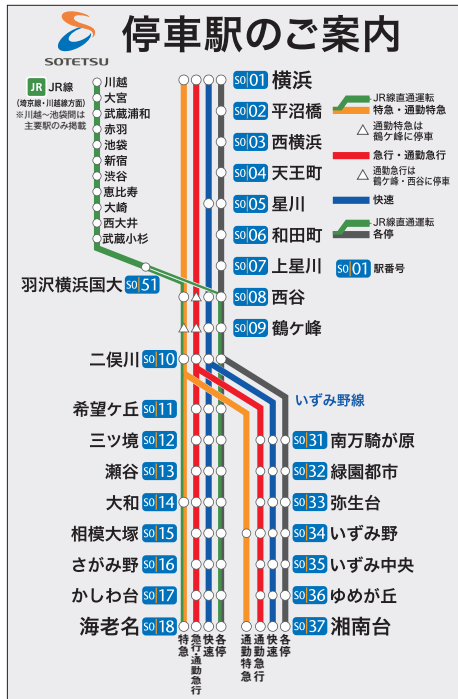 SOTETSU
停車駅のご案内
JR JR線
(埼京線・川越線方面)
※川越~池袋間は
主要駅のみ掲載
川越
大宮
武蔵浦和
赤羽
池袋
新宿
渋谷
恵比寿
大崎
西大井
武蔵小杉
羽沢横浜国大 SO51
SO01 横浜
SO02 平沼橋
SO03 西横浜
SO04 天王町
SO05 星川
SO06 和田町
SO07 上星川
SO08 西谷
SO09 鶴ケ峰
JR線直通運転
特急・通勤特急
△ 通勤特急は
鶴ケ峰に停車
急行・通勤急行
△ 通勤急行は
鶴ケ峰・西谷に停車
快速
JR線直通運転
各停
SO01 駅番号
二俣川 SO10
希望ケ丘 SO11
三ツ境 SO12
瀬谷 SO13
大和 SO14
相模大塚 SO15
さがみ野 SO16
かしわ台 SO17
海老名 SO18
いずみ野線
SO31 南万騎が原
SO32 緑園都市
SO33 弥生台
SO34 いずみ野
SO35 いずみ中央
SO36 ゆめが丘
SO37 湘南台
特急
急行・通勤急行
快速
各停
通勤特急
通勤急行
快速
各停